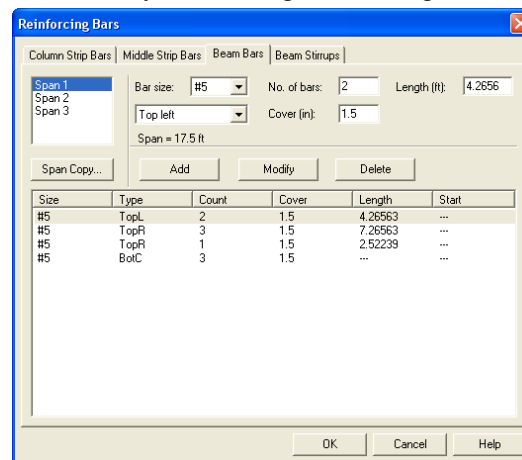 Reinforcing Bars
Column Strip Bars Middle Strip Bars Beam Bars Beam Stirrups
Span 1 Bar size: #5 No. of bars: 2 Length (ft): 4.2656
Span 2
Span 3 Top left Cover (in): 1.5
Span = 17.5 ft
Span Copy... Add Modify Delete
Size Type Count Cover Length Start
#5 TopL 2 1.5 4.26563 ---
#5 TopR 3 1.5 7.26563 ---
#5 TopR 1 1.5 2.52239 ---
#5 BotC 3 1.5 --- ---
OK Cancel Help